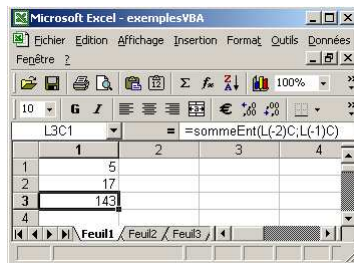 Microsoft Excel - exemplesVBA
Fichier Edition Affichage Insertion Format Outils Données
Fenêtre ?
Σ fx 100%
10 G I €
L3C1 = =sommeEnt(L(-2)C;L(-1)C)
1 2 3 4
1 5
2 17
3 143
4
Feuil1 Feuil2 Feuil3